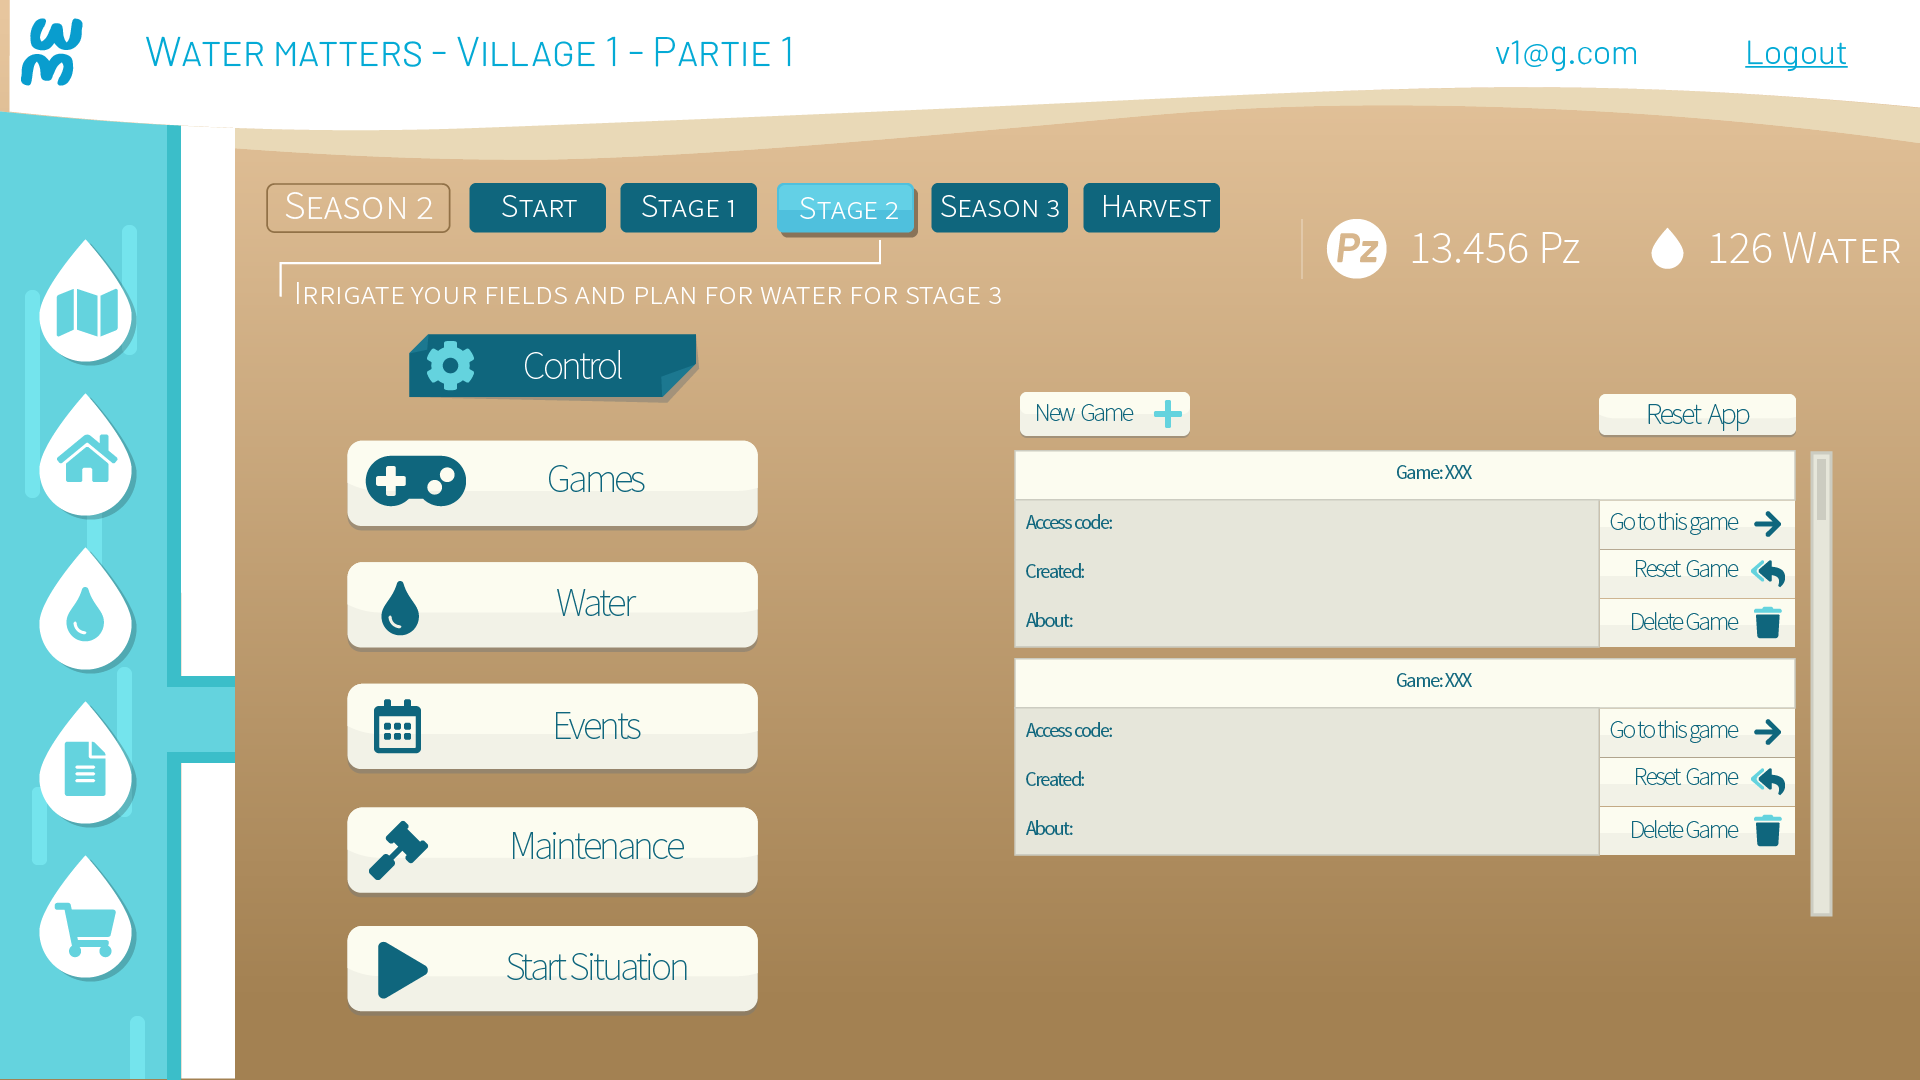 WM
WATER MATTERS - VILLAGE 1 - PARTIE 1
v1@g.com
Logout
SEASON 2
START
STAGE 1
STAGE 2
SEASON 3
HARVEST
Pz
13.456 Pz
126 WATER
IRRIGATE YOUR FIELDS AND PLAN FOR WATER FOR STAGE 3
Control
New Game
Reset App
Games
Water
Events
Maintenance
Start Situation
Game: XXX
Access code:
Go to this game
Created:
Reset Game
About:
Delete Game
Game: XXX
Access code:
Go to this game
Created:
Reset Game
About:
Delete Game